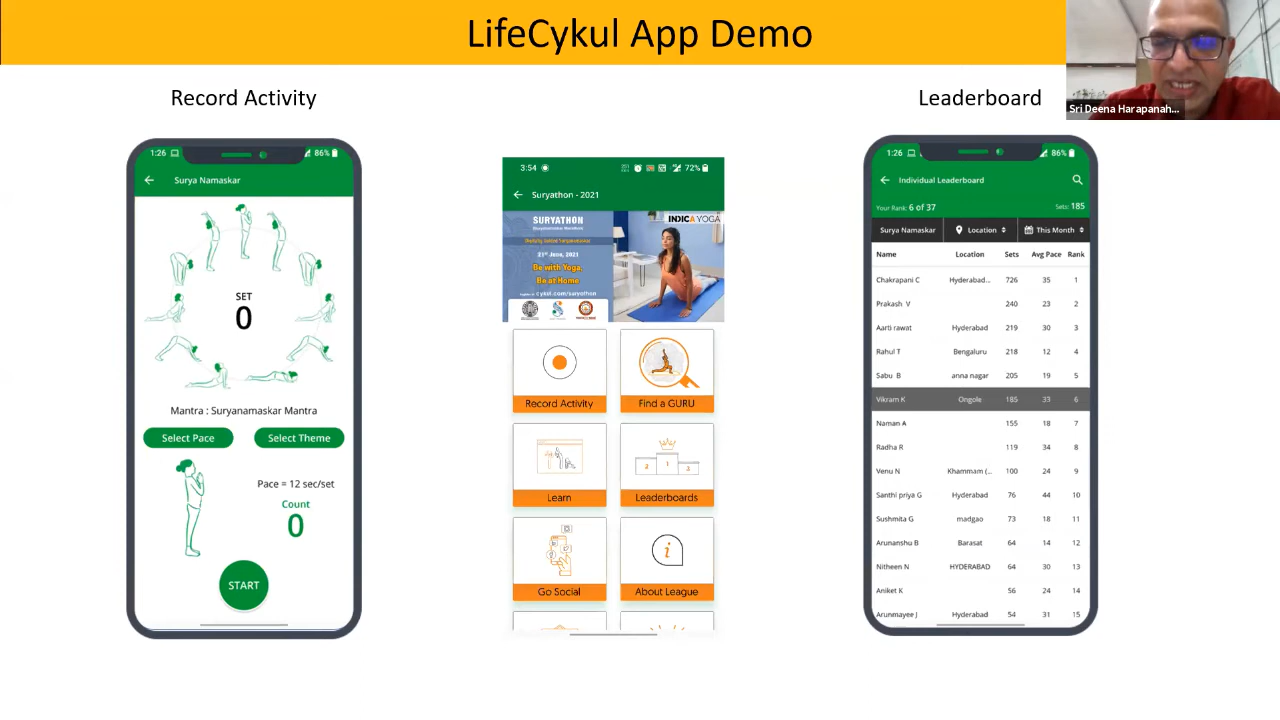 LifeCykul App Demo
Sri Deena Harapanah...
Record Activity
Leaderboard
1:26
86%
Surya Namaskar
SET
0
Mantra : Suryanamaskar Mantra
Select Pace
Select Theme
Pace = 12 sec/set
Count
0
START
3:54
72%
Suryathon - 2021
SURYATHON
INDICA YOGA
21st June, 2021
Be with Yoga,
Be at Home
cykul.com/suryathon
Record Activity
Find a GURU
2 1 3
Learn
Leaderboards
i
Go Social
About League
1:26
86%
Individual Leaderboard
Your Rank: 6 of 37
Sets: 185
Surya Namaskar
Location
This Month
Name Location Sets Avg Pace Rank
Chakrapani C Hyderabad... 726 35 1
Prakash V 240 23 2
Aarti rawat Hyderabad 219 30 3
Rahul T Bengaluru 218 12 4
Sabu B anna nagar 205 19 5
Vikram K Ongole 185 33 6
Naman A 155 18 7
Radha R 119 34 8
Venu N Khammam (... 100 24 9
Santhi priya G Hyderabad 76 44 10
Sushmita G madgao 73 18 11
Arunanshu B Barasat 64 14 12
Nitheen N HYDERABAD 64 30 13
Aniket K 56 24 14
Arunmayee J Hyderabad 54 31 15